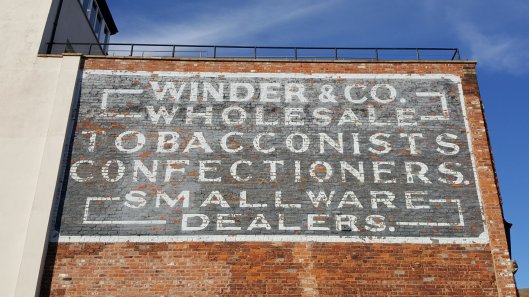 WINDER & CO.
WHOLESALE
TOBACCONISTS
CONFECTIONERS.
SMALLWARE
DEALERS.